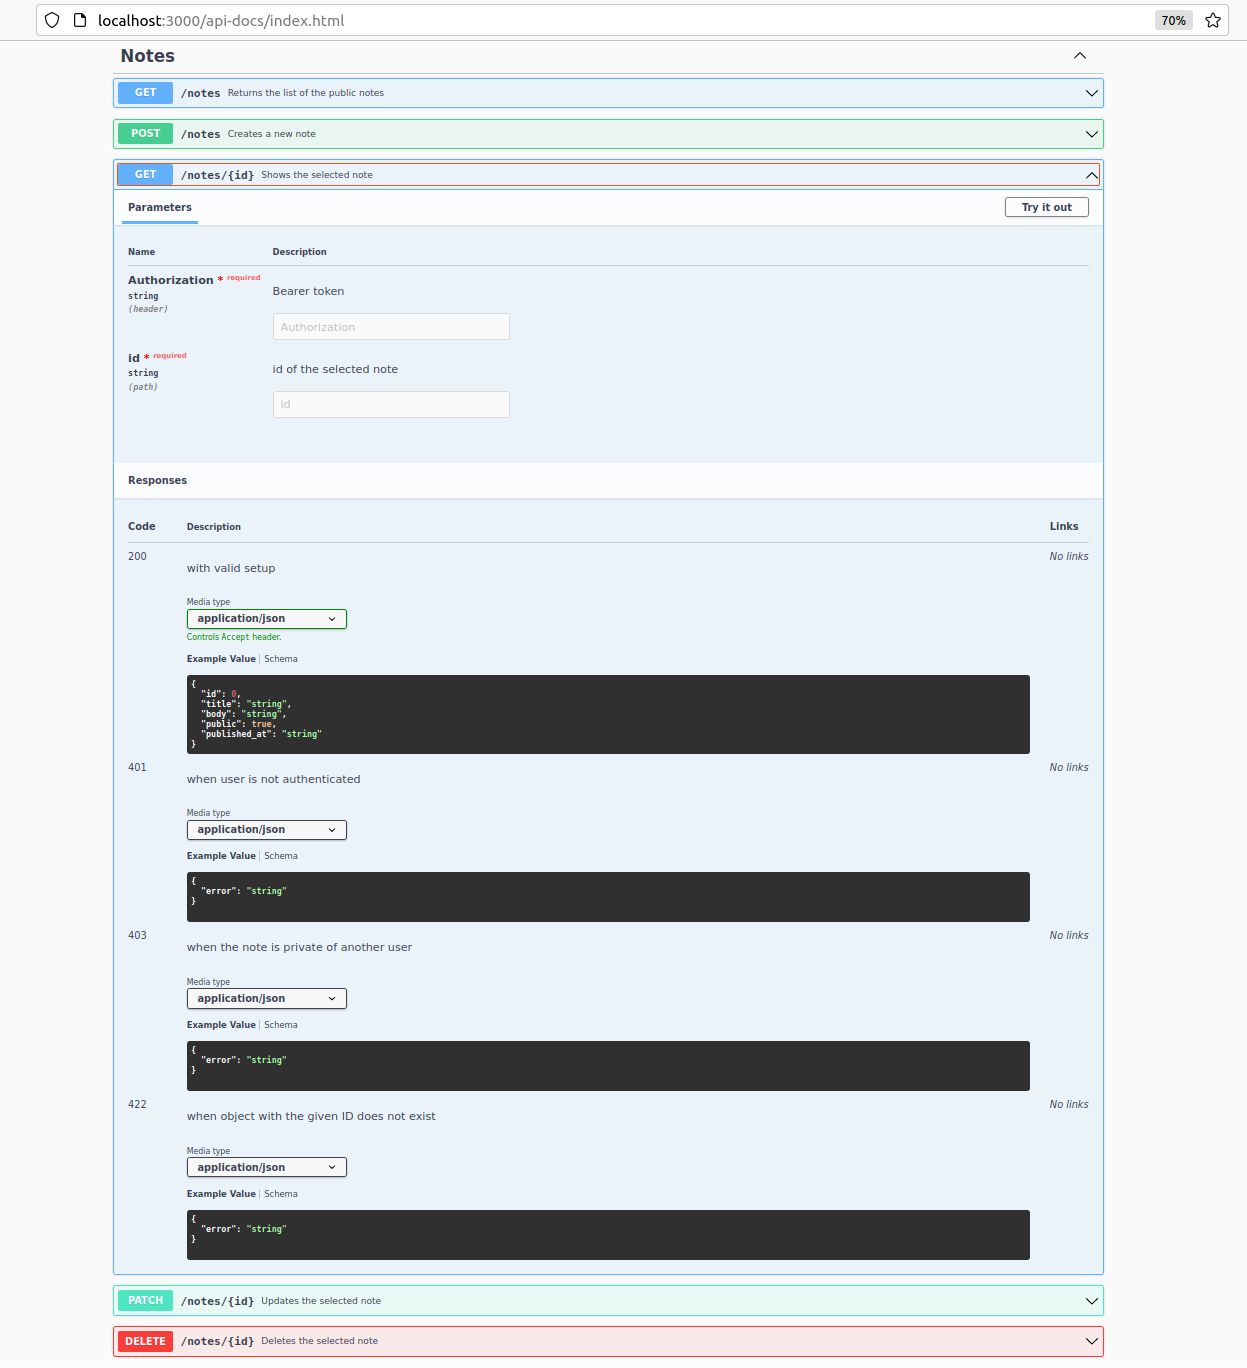 localhost:3000/api-docs/index.html 70%
Notes
GET /notes Returns the list of the public notes
POST /notes Creates a new note
GET /notes/{id} Shows the selected note
Parameters Try it out
Name Description
Authorization * required
string
(header)
Bearer token
Authorization
id * required
string
(path)
id of the selected note
id
Responses
Code Description Links
200 No links
with valid setup
Media type
application/json
Controls Accept header.
Example Value | Schema
{
"id": 0,
"title": "string",
"body": "string",
"public": true,
"published_at": "string"
}
401 No links
when user is not authenticated
Media type
application/json
Example Value | Schema
{
"error": "string"
}
403 No links
when the note is private of another user
Media type
application/json
Example Value | Schema
{
"error": "string"
}
422 No links
when object with the given ID does not exist
Media type
application/json
Example Value | Schema
{
"error": "string"
}
PATCH /notes/{id} Updates the selected note
DELETE /notes/{id} Deletes the selected note